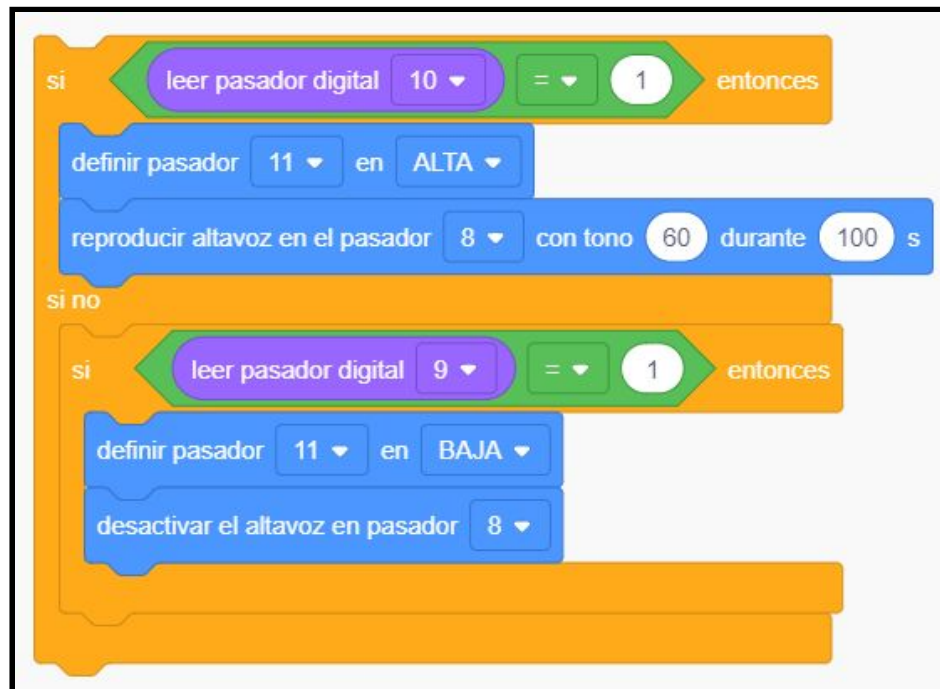 si leer pasador digital 10 = 1 entonces
definir pasador 11 en ALTA
reproducir altavoz en el pasador 8 con tono 60 durante 100 s
si no
si leer pasador digital 9 = 1 entonces
definir pasador 11 en BAJA
desactivar el altavoz en pasador 8